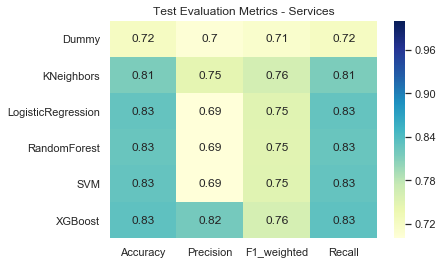 Test Evaluation Metrics - Services
Dummy 0.72 0.7 0.71 0.72
KNeighbors 0.81 0.75 0.76 0.81
LogisticRegression 0.83 0.69 0.75 0.83
RandomForest 0.83 0.69 0.75 0.83
SVM 0.83 0.69 0.75 0.83
XGBoost 0.83 0.82 0.76 0.83
Accuracy Precision F1_weighted Recall
0.96
0.90
0.84
0.78
0.72